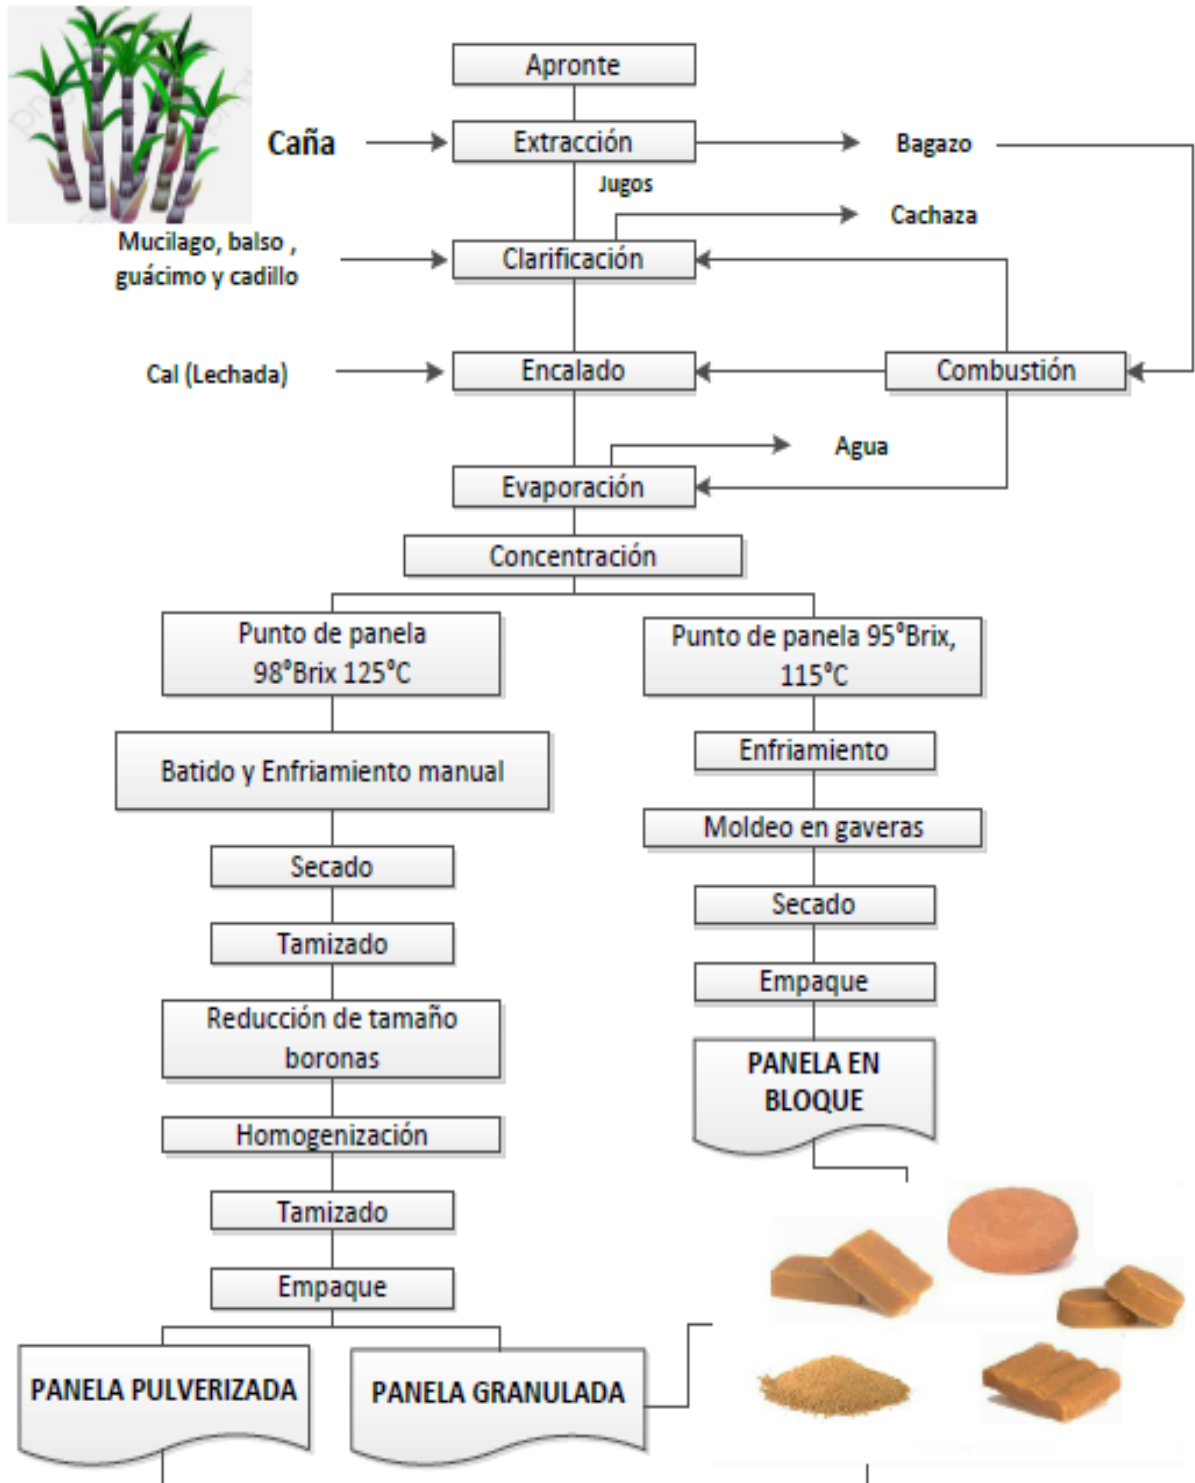 Apronte
Caña
Extracción
Bagazo
Jugos
Cachaza
Mucilago, balso ,
guácimo y cadillo
Clarificación
Cal (Lechada)
Encalado
Combustión
Agua
Evaporación
Concentración
Punto de panela
98°Brix 125°C
Punto de panela 95°Brix,
115°C
Batido y Enfriamiento manual
Enfriamiento
Moldeo en gaveras
Secado
Secado
Tamizado
Empaque
Reducción de tamaño
boronas
PANELA EN
BLOQUE
Homogenización
Tamizado
Empaque
PANELA PULVERIZADA
PANELA GRANULADA